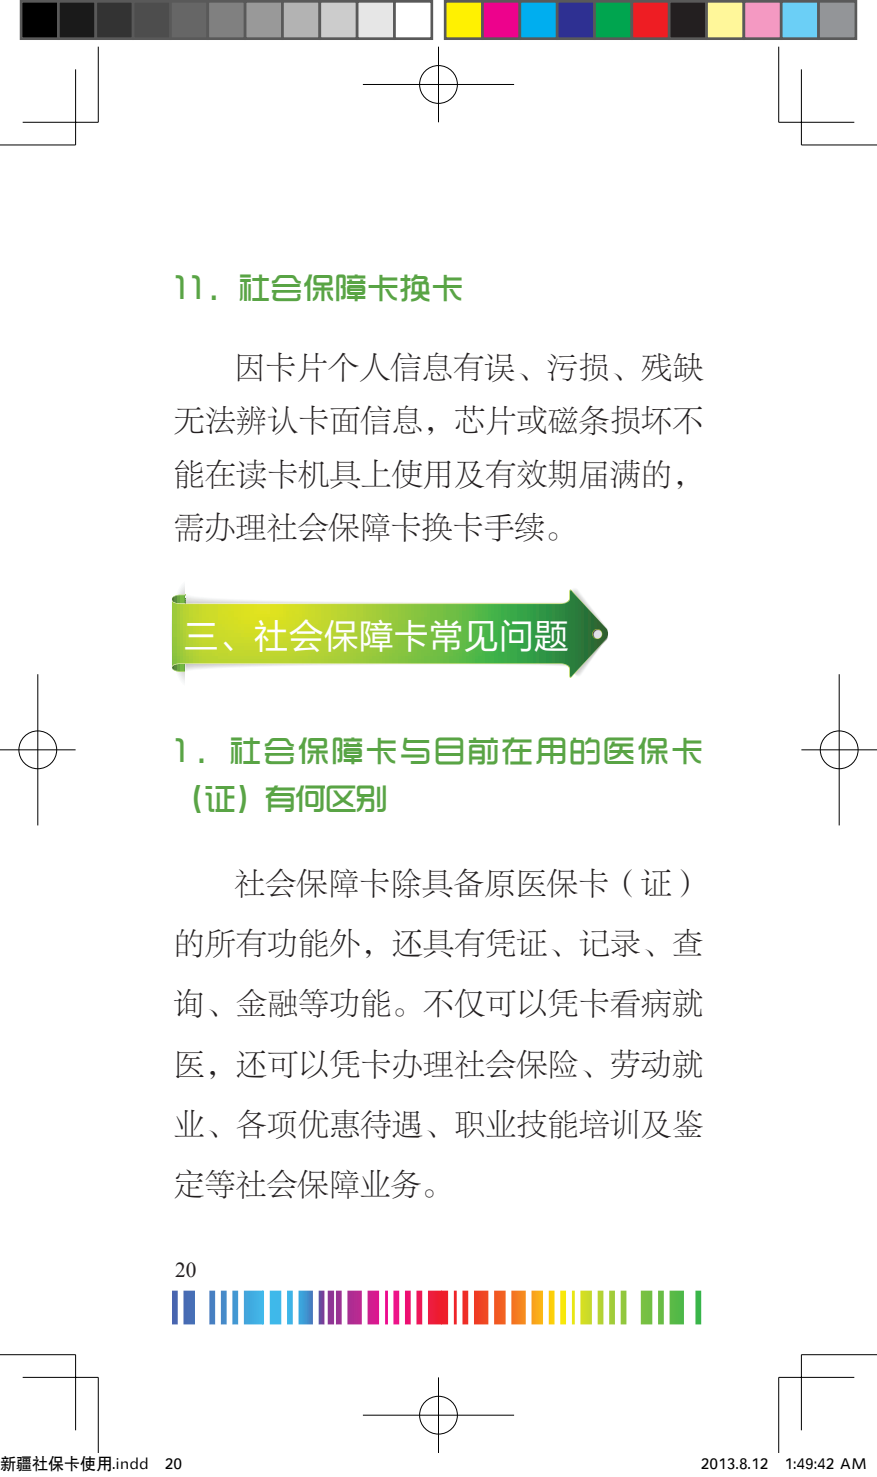 11．社会保障卡换卡
因卡片个人信息有误、污损、残缺
无法辨认卡面信息，芯片或磁条损坏不
能在读卡机具上使用及有效期届满的，
需办理社会保障卡换卡手续。
三、社会保障卡常见问题
1．社会保障卡与目前在用的医保卡
（证）有何区别
社会保障卡除具备原医保卡（证）
的所有功能外，还具有凭证、记录、查
询、金融等功能。不仅可以凭卡看病就
医，还可以凭卡办理社会保险、劳动就
业、各项优惠待遇、职业技能培训及鉴
定等社会保障业务。
20
新疆社保卡使用.indd 20 2013.8.12 1:49:42 AM